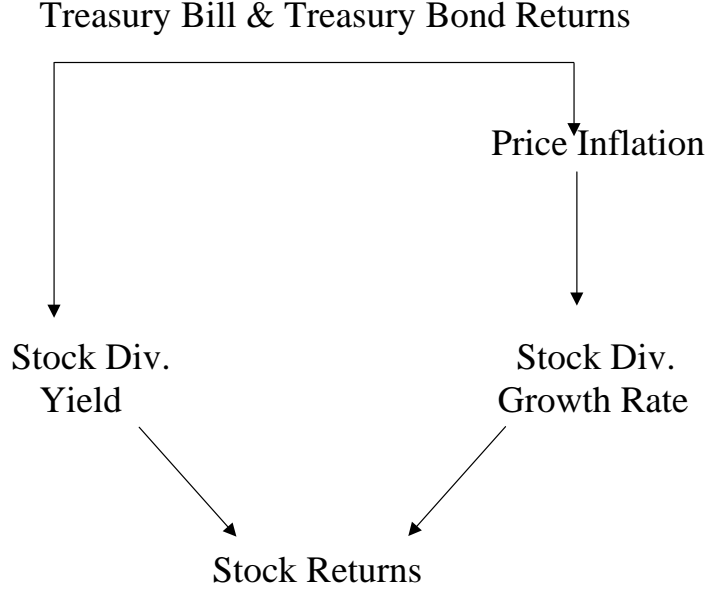 Treasury Bill & Treasury Bond Returns
Price Inflation
Stock Div.
Yield
Stock Div.
Growth Rate
Stock Returns